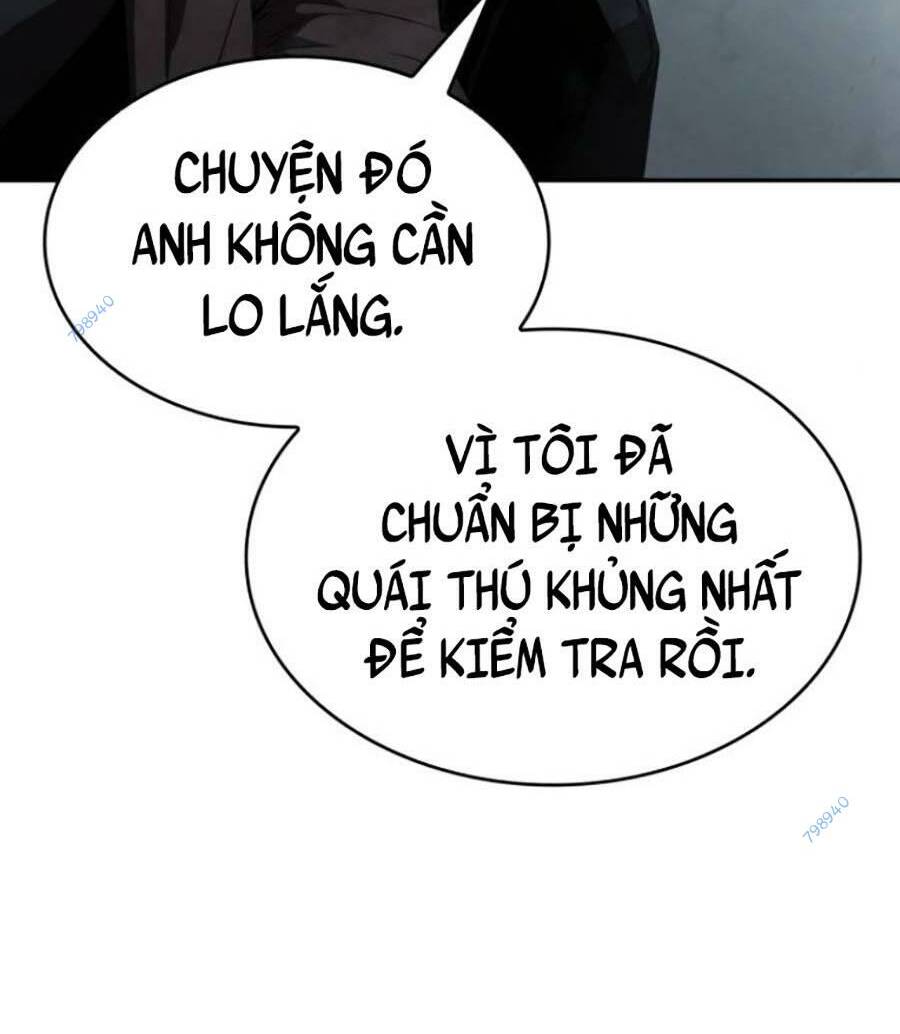 CHUYỆN ĐÓ
ANH KHÔNG CẦN
LO LẮNG.
798940
VÌ TÔI ĐÃ
CHUẨN BỊ NHỮNG
QUÁI THÚ KHỦNG NHẤT
ĐỂ KIỂM TRA RỒI.
798940